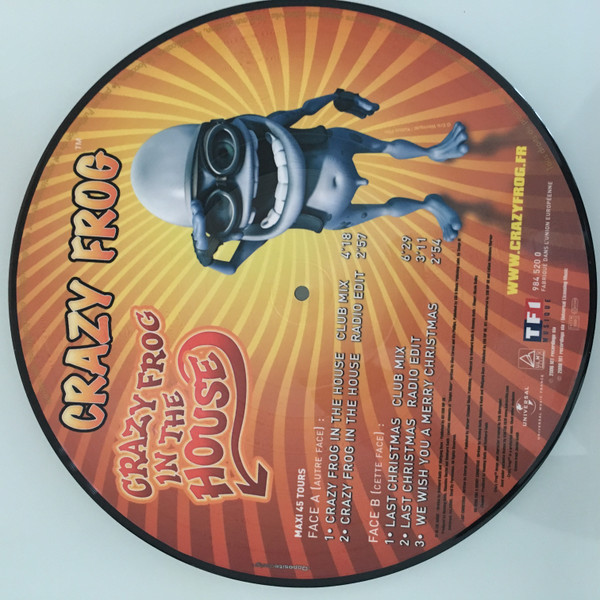 CRAZY FROG™
CRAZY FROG
IN THE
HOUSE
MAXI 45 TOURS
FACE A (AUTRE FACE) :
1• CRAZY FROG IN THE HOUSE CLUB MIX 4'18
2• CRAZY FROG IN THE HOUSE RADIO EDIT 2'57
FACE B (CETTE FACE) :
1• LAST CHRISTMAS CLUB MIX 6'29
2• LAST CHRISTMAS RADIO EDIT 3'11
3• WE WISH YOU A MERRY CHRISTMAS 2'54
UNIVERSAL
TF1
MUSIQUE
WWW.CRAZYFROG.FR
984 520 0
FABRIQUÉ DANS L'UNION EUROPÉENNE